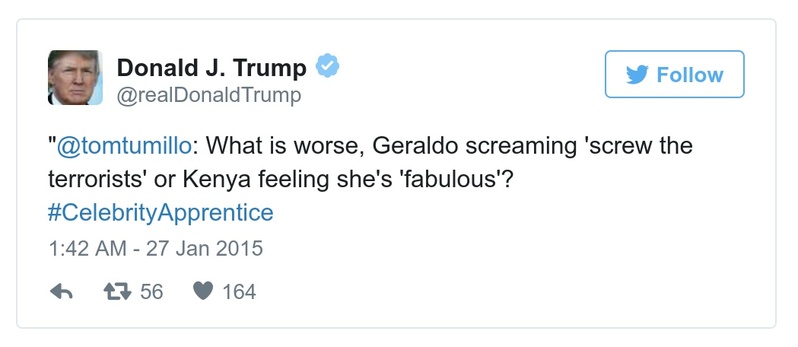 Donald J. Trump
@realDonaldTrump
Follow
"@tomtumillo: What is worse, Geraldo screaming 'screw the
terrorists' or Kenya feeling she's 'fabulous'?
#CelebrityApprentice
1:42 AM - 27 Jan 2015
56 164